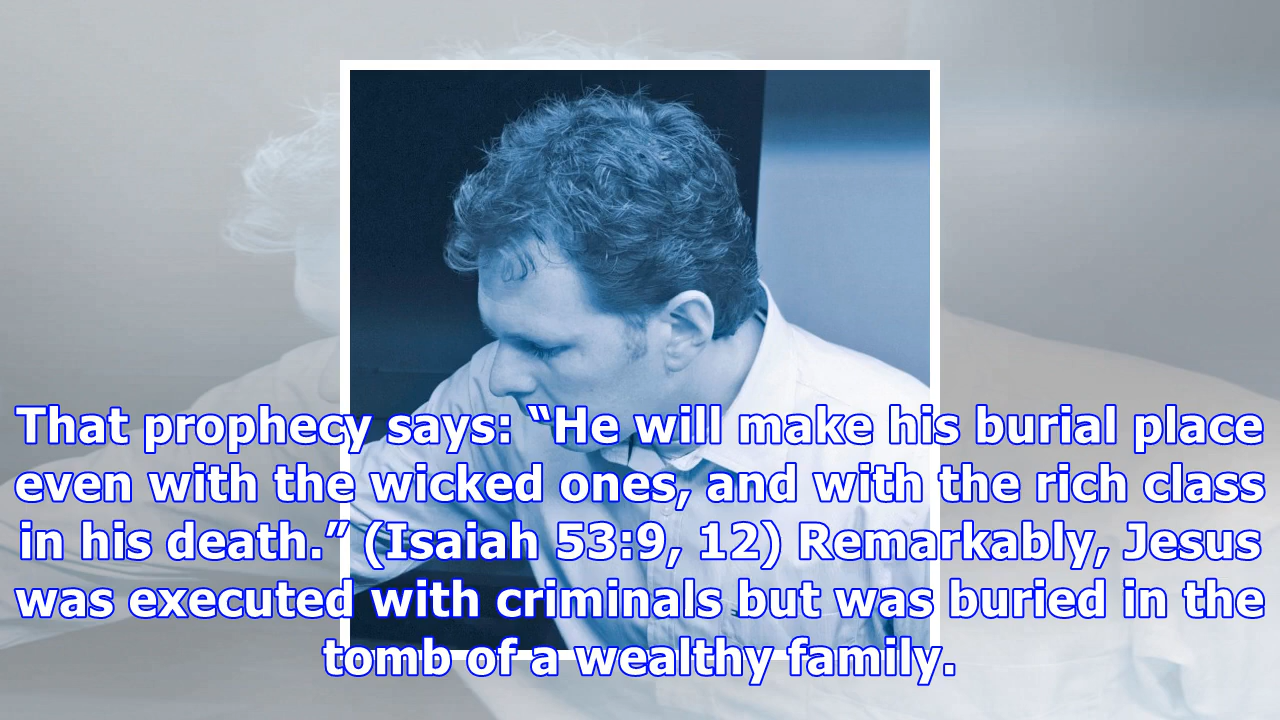 That prophecy says: “He will make his burial place
even with the wicked ones, and with the rich class
in his death.” (Isaiah 53:9, 12) Remarkably, Jesus
was executed with criminals but was buried in the
tomb of a wealthy family.